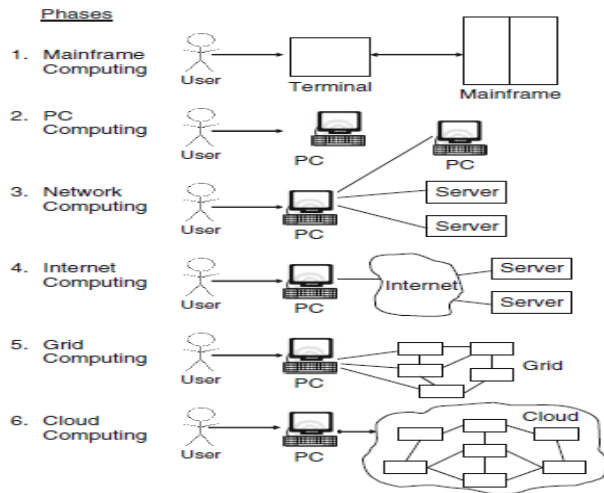 Phases
1. Mainframe
Computing
User
Terminal
Mainframe
2. PC
Computing
User
PC
PC
3. Network
Computing
User
PC
Server
Server
4. Internet
Computing
User
PC
Internet
Server
Server
5. Grid
Computing
User
PC
Grid
6. Cloud
Computing
User
PC
Cloud